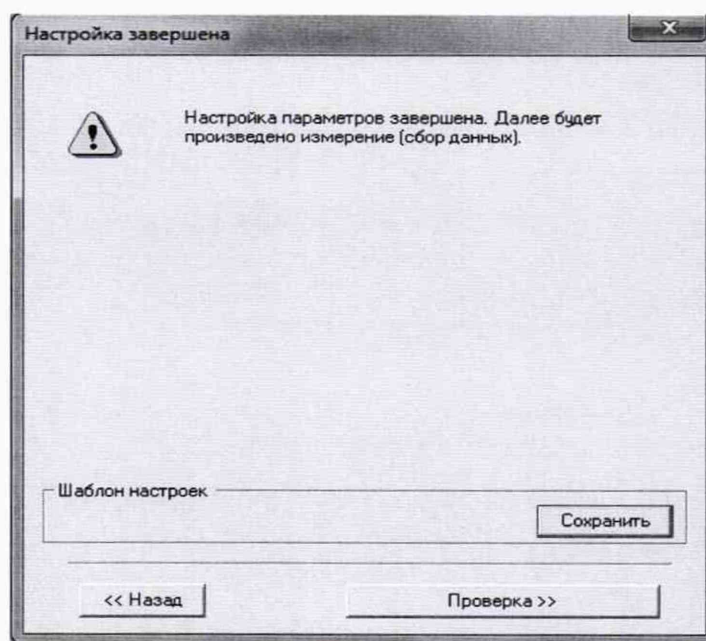 Настройка завершена
Настройка параметров завершена. Далее будет
произведено измерение (сбор данных).
Шаблон настроек
Сохранить
<< Назад
Проверка >>